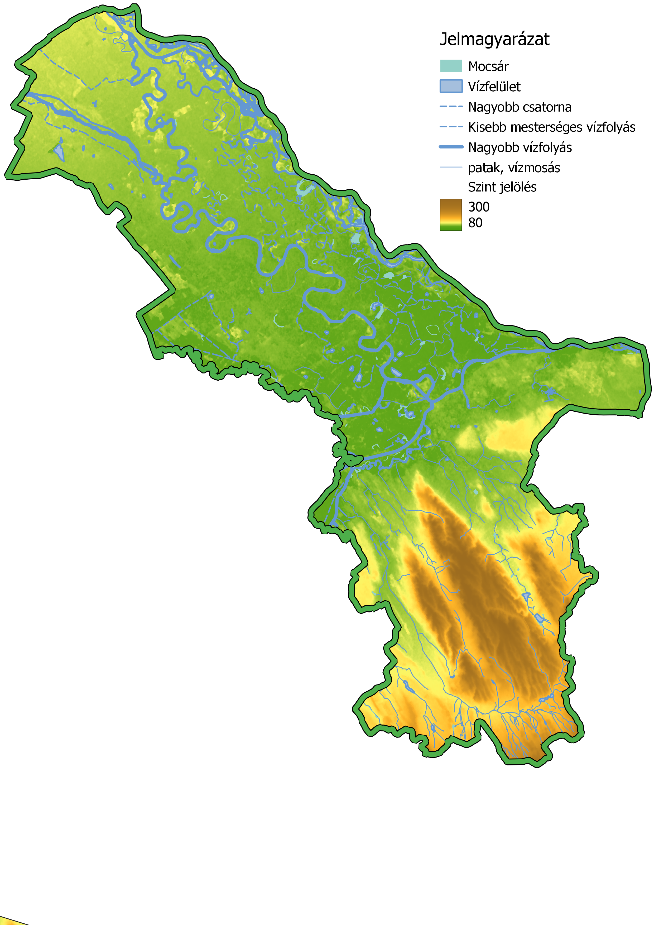 Jelmagyarázat
Mocsár
Vízfelület
Nagyobb csatorna
Kisebb mesterséges vízfolyás
Nagyobb vízfolyás
patak, vízmosás
Szint jelölés
300
80